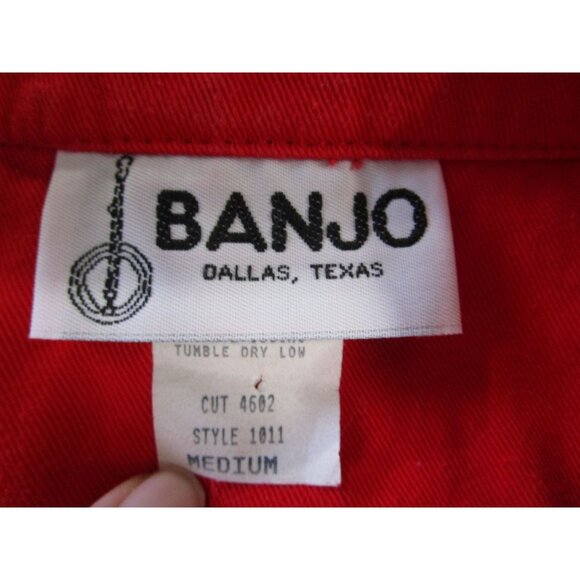 BANJO
DALLAS, TEXAS
TUMBLE DRY LOW
CUT 4602
STYLE 1011
MEDIUM